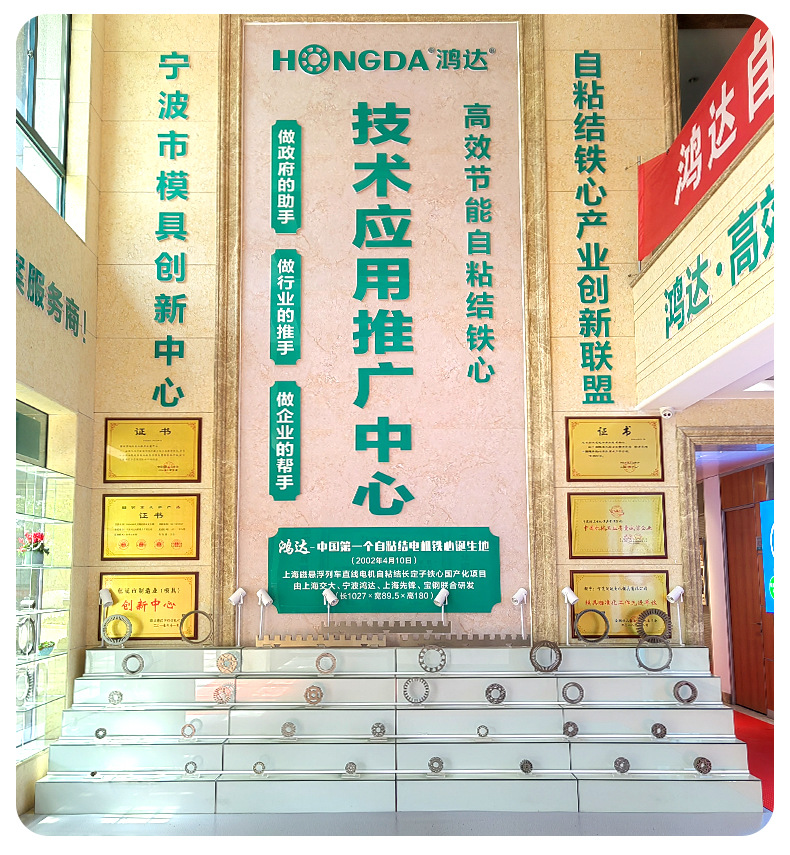 HONGDA®鸿达®
宁波市模具创新中心
高效节能自粘结铁心
技术应用推广中心
做政府的助手
做行业的推手
做企业的帮手
自粘结铁心产业创新联盟
鸿达自
鸿达·高效
案服务商!
鸿达-中国第一个自粘结电机铁心诞生地
(2002年4月10日)
上海磁悬浮列车直线电机自粘结长定子铁心国产化项目
由上海交大、宁波鸿达、上海先锋、宝钢联合研发
(长1027×宽89.5×高180)
证书
证书
创新中心
证书